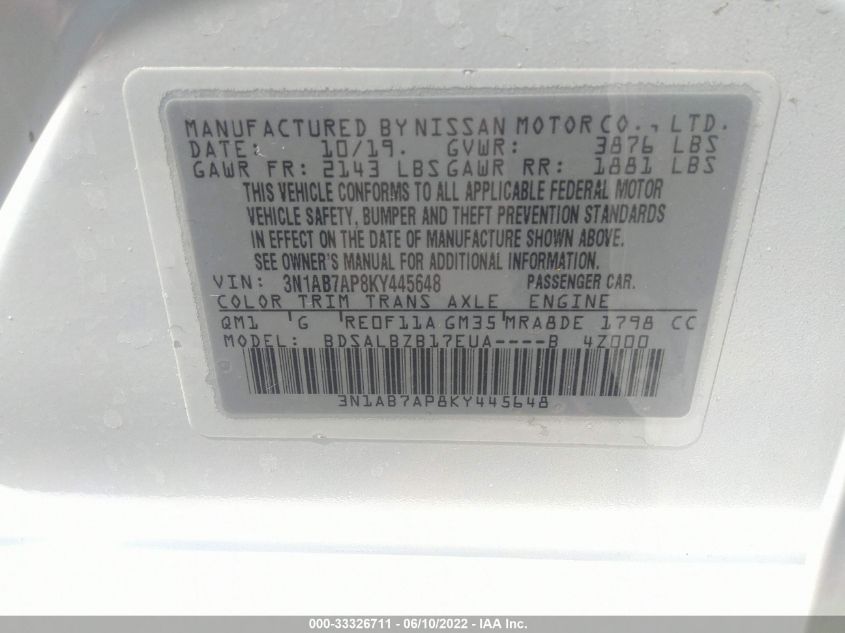 MANUFACTURED BY NISSAN MOTOR CO., LTD.
DATE: 10/19. GVWR: 3876 LBS
GAWR FR: 2143 LBS GAWR RR: 1881 LBS
THIS VEHICLE CONFORMS TO ALL APPLICABLE FEDERAL MOTOR
VEHICLE SAFETY, BUMPER AND THEFT PREVENTION STANDARDS
IN EFFECT ON THE DATE OF MANUFACTURE SHOWN ABOVE.
SEE OWNER'S MANUAL FOR ADDITIONAL INFORMATION.
VIN: 3N1AB7AP8KY445648 PASSENGER CAR.
COLOR TRIM TRANS AXLE ENGINE
QM1 G RE0F11A GM35 MRA8DE 1798 CC
MODEL: BDSALBZB17EUA----B 4Z000
3N1AB7AP8KY445648
000-33326711 - 06/10/2022 - IAA Inc.